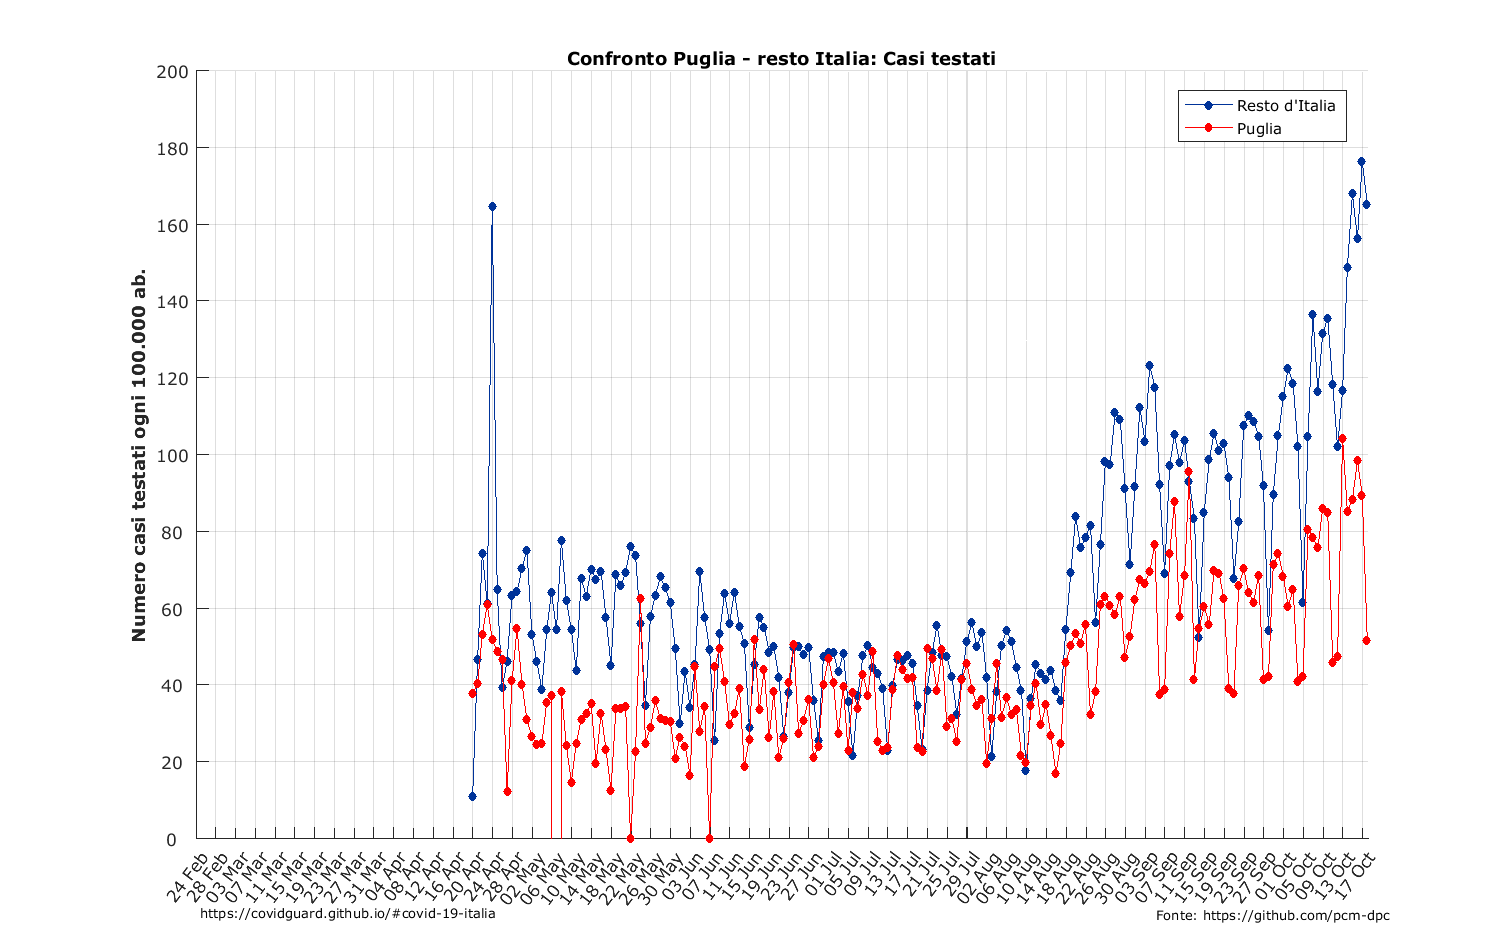 Confronto Puglia - resto Italia: Casi testati
Resto d'Italia
Puglia
Numero casi testati ogni 100.000 ab.
200
180
160
140
120
100
80
60
40
20
0
24 Feb
28 Feb
03 Mar
07 Mar
11 Mar
15 Mar
19 Mar
23 Mar
27 Mar
31 Mar
04 Apr
08 Apr
12 Apr
16 Apr
20 Apr
24 Apr
28 Apr
02 May
06 May
10 May
14 May
18 May
22 May
26 May
30 May
03 Jun
07 Jun
11 Jun
15 Jun
19 Jun
23 Jun
27 Jun
01 Jul
05 Jul
09 Jul
13 Jul
17 Jul
21 Jul
25 Jul
29 Jul
02 Aug
06 Aug
10 Aug
14 Aug
18 Aug
22 Aug
26 Aug
30 Aug
03 Sep
07 Sep
11 Sep
15 Sep
19 Sep
23 Sep
27 Sep
01 Oct
05 Oct
09 Oct
13 Oct
17 Oct
https://covidguard.github.io/#covid-19-italia
Fonte: https://github.com/pcm-dpc